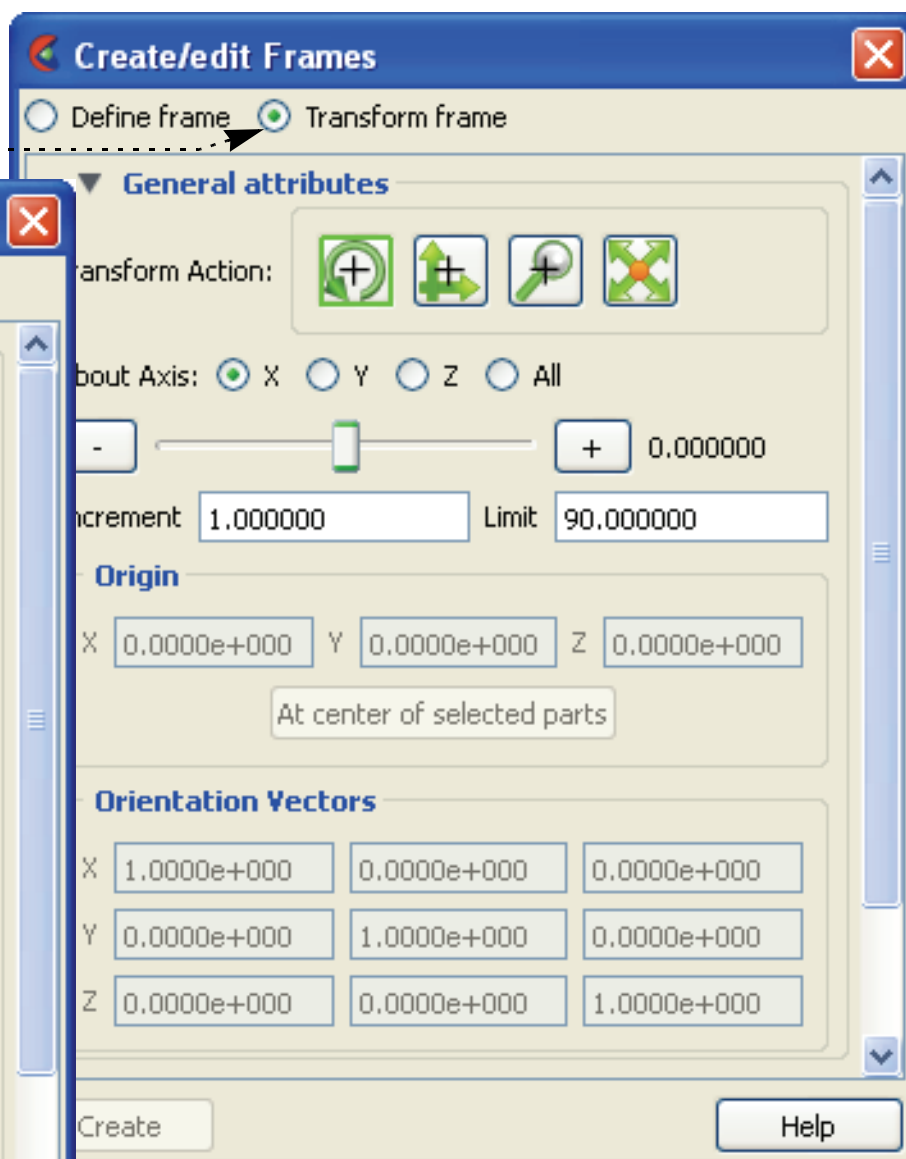 Create/edit Frames
Define frame Transform frame
General attributes
ransform Action:
bout Axis: X Y Z All
- + 0.000000
ncrement 1.000000 Limit 90.000000
Origin
X 0.0000e+000 Y 0.0000e+000 Z 0.0000e+000
At center of selected parts
Orientation Vectors
X 1.0000e+000 0.0000e+000 0.0000e+000
Y 0.0000e+000 1.0000e+000 0.0000e+000
Z 0.0000e+000 0.0000e+000 1.0000e+000
Create Help